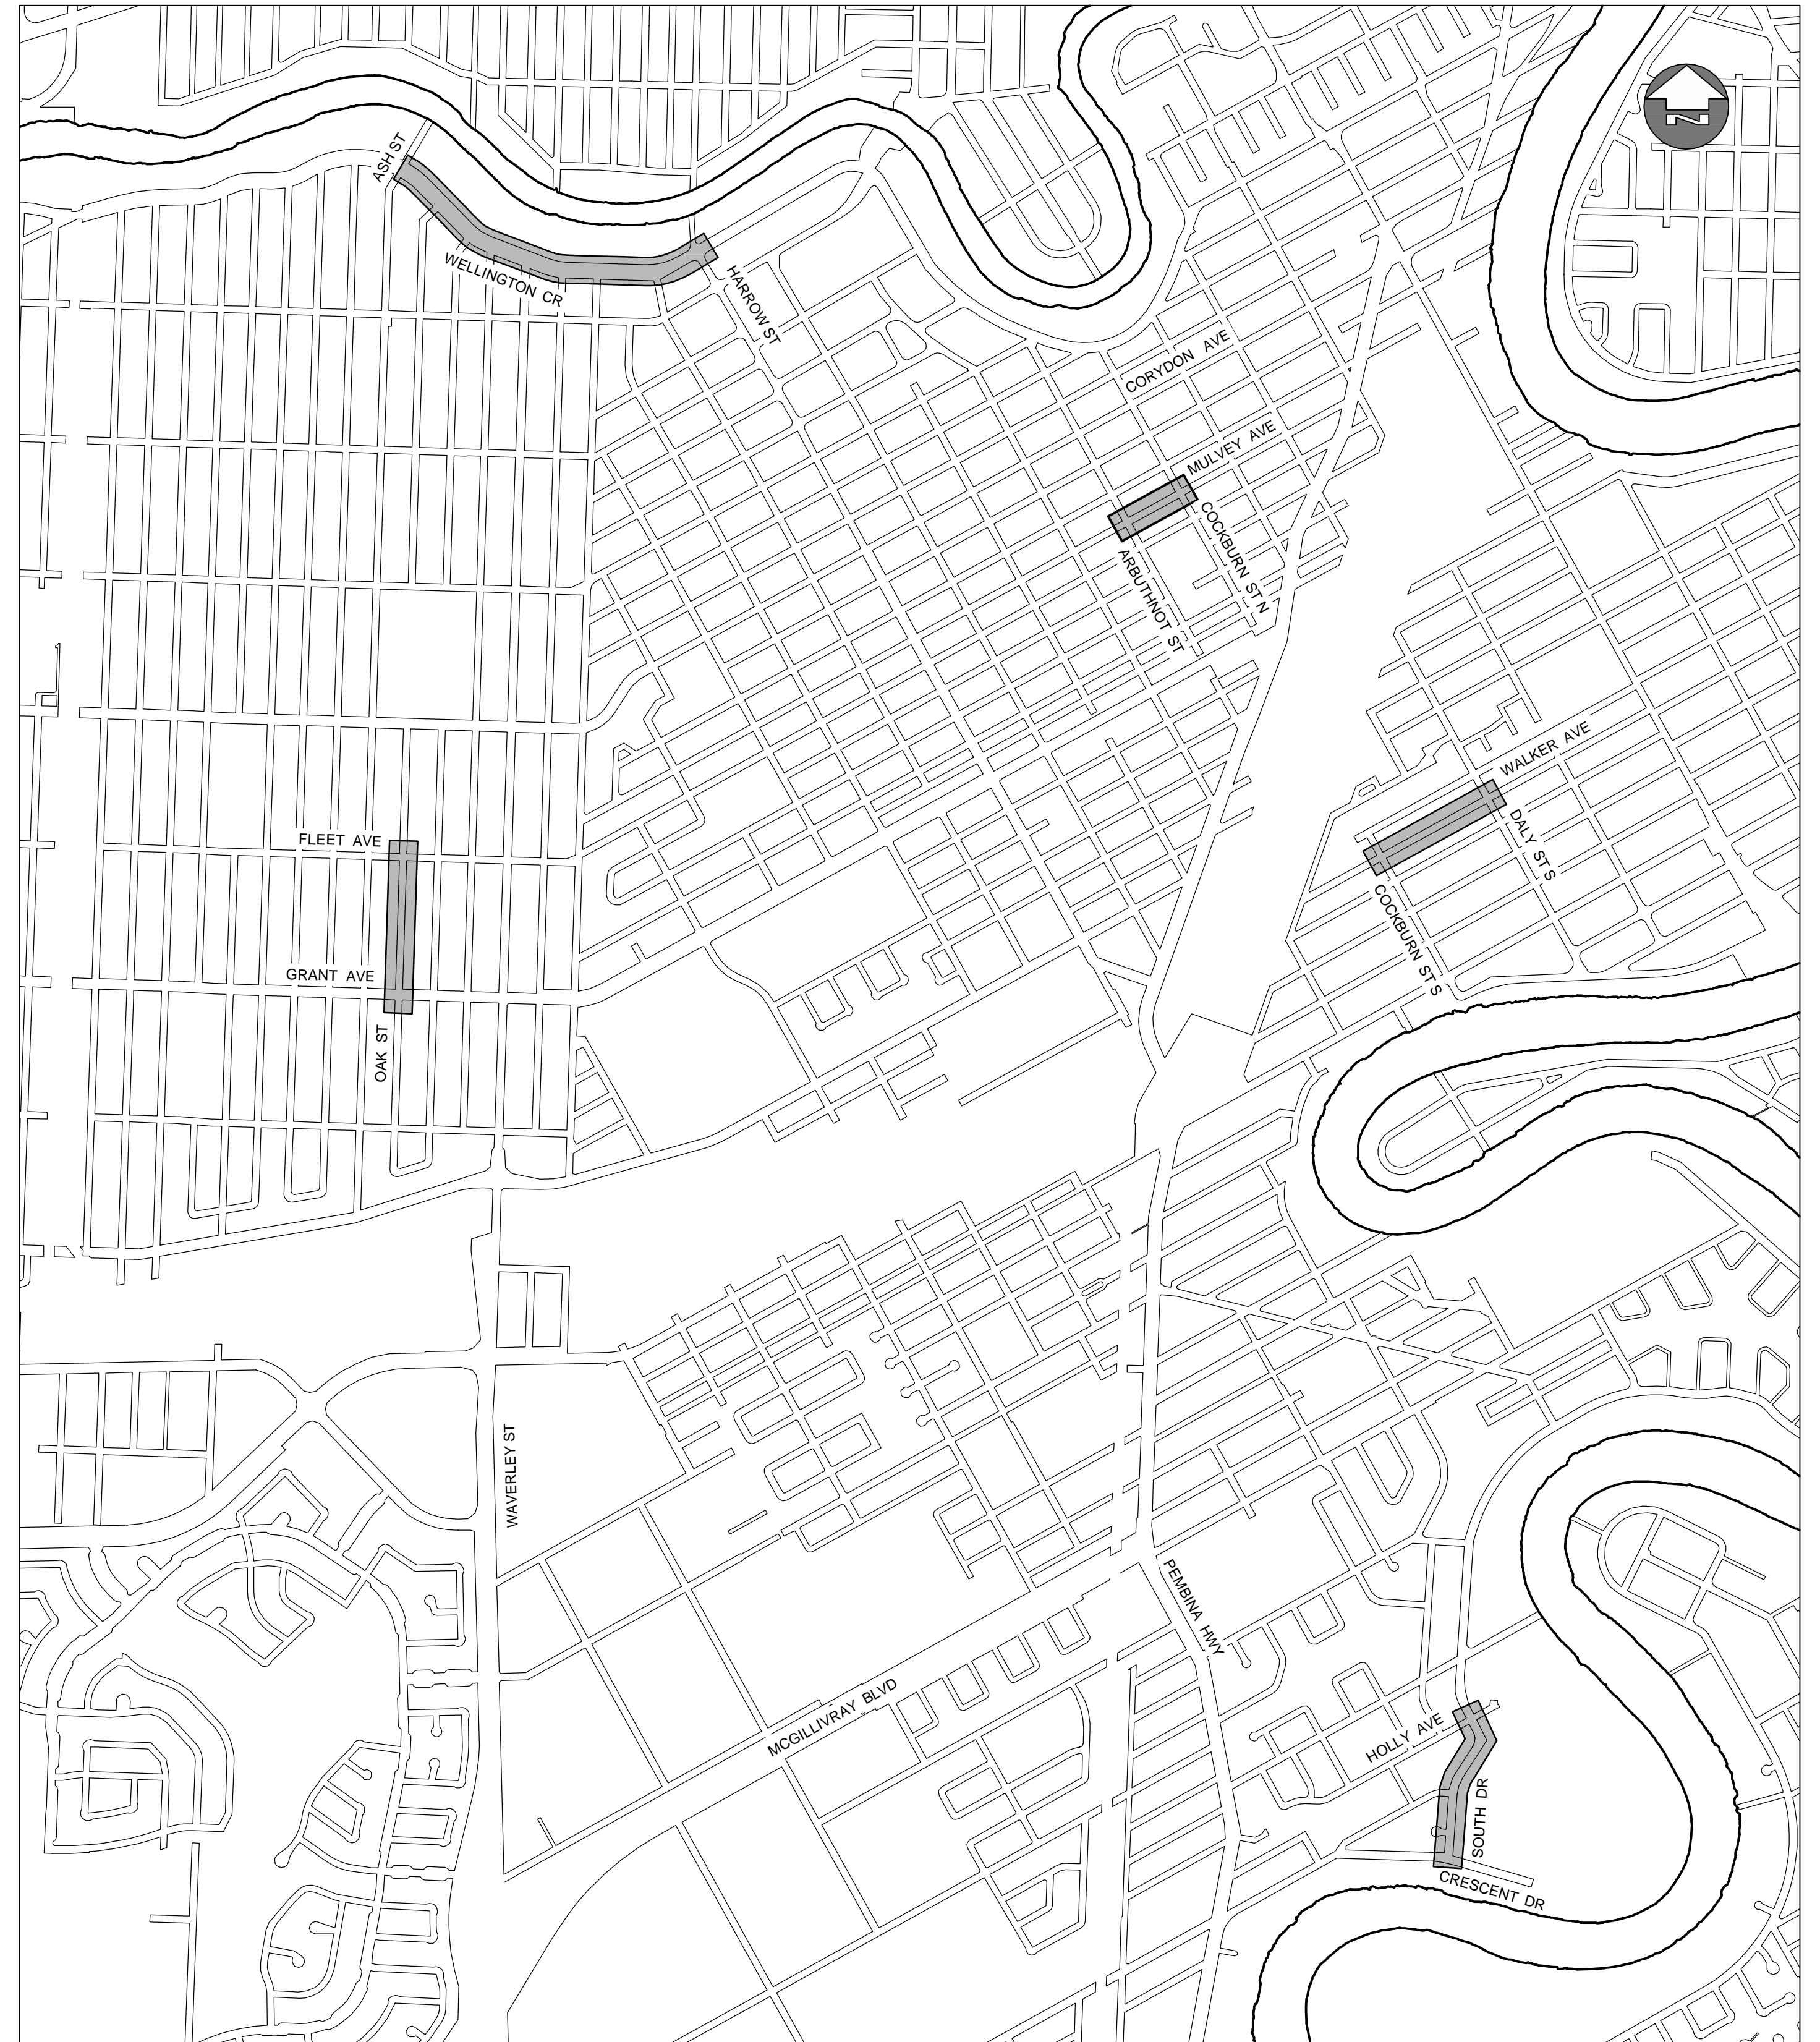 ASH ST
WELLINGTON CR
HARROW ST
CORYDON AVE
MULVEY AVE
COCKBURN ST N
ARBUTHNOT ST
WALKER AVE
DALY ST S
COCKBURN ST S
FLEET AVE
GRANT AVE
OAK ST
WAVERLEY ST
PEMBINA HWY
MCGILLIVRAY BLVD
HOLLY AVE
SOUTH DR
CRESCENT DR